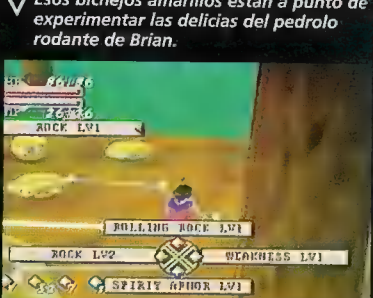 Esos bichejos amarillos están a punto de
experimentar las delicias del pedrolo
rodante de Brian.
ROCK LV1
ROLLING ROCK LV1
ROCK LV2
WEAKNESS LV1
SPIRIT ARMOR LV1